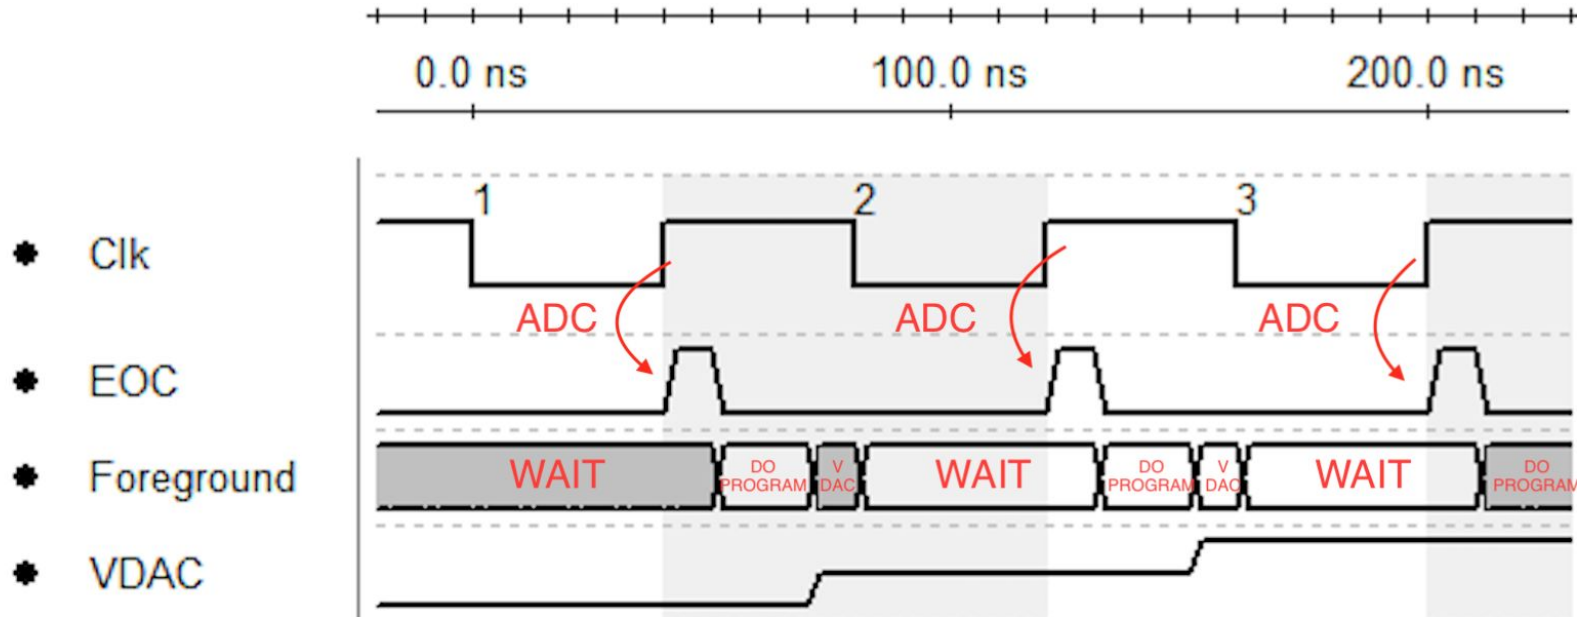 0.0 ns 100.0 ns 200.0 ns
1 2 3
Clk
ADC ADC ADC
EOC
Foreground
WAIT
DO
PROGRAM
V
DAC
WAIT
DO
PROGRAM
V
DAC
WAIT
DO
PROGRAM
VDAC